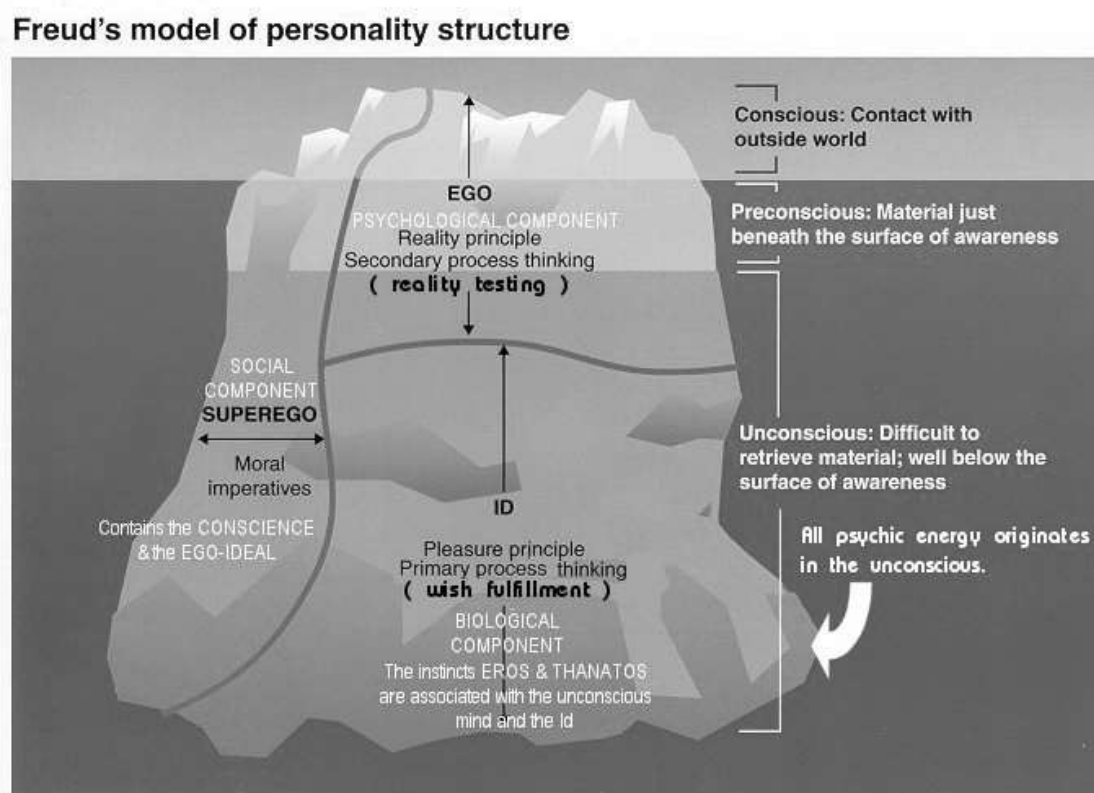 Freud's model of personality structure
Conscious: Contact with
outside world
EGO
PSYCHOLOGICAL COMPONENT
Reality principle
Secondary process thinking
( reality testing )
Preconscious: Material just
beneath the surface of awareness
SOCIAL
COMPONENT
SUPEREGO
Moral
imperatives
Contains the CONSCIENCE
& the EGO-IDEAL
Unconscious: Difficult to
retrieve material; well below the
surface of awareness
ID
Pleasure principle
Primary process thinking
( wish fulfillment )
BIOLOGICAL
COMPONENT
The instincts EROS & THANATOS
are associated with the unconscious
mind and the Id
All psychic energy originates
in the unconscious.